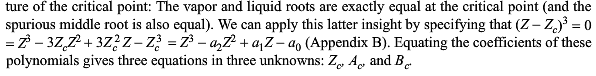 ture of the critical point: The vapor and liquid roots are exactly equal at the critical point (and the
spurious middle root is also equal). We can apply this latter insight by specifying that (Z – Z_c)³ = 0
= Z³ – 3Z_cZ² + 3Z_c² Z – Z_c³ = Z³ – a₂Z² + a₁Z – a₀ (Appendix B). Equating the coefficients of these
polynomials gives three equations in three unknowns: Z_c, A_c, and B_c.